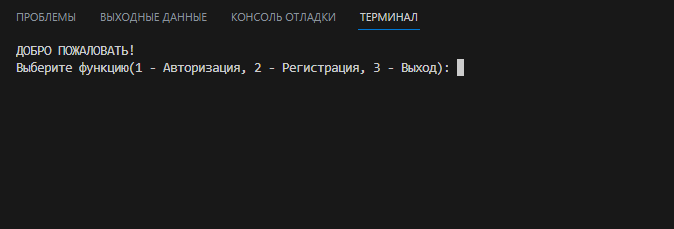 ПРОБЛЕМЫ ВЫХОДНЫЕ ДАННЫЕ КОНСОЛЬ ОТЛАДКИ ТЕРМИНАЛ
ДОБРО ПОЖАЛОВАТЬ!
Выберите функцию(1 - Авторизация, 2 - Регистрация, 3 - Выход):